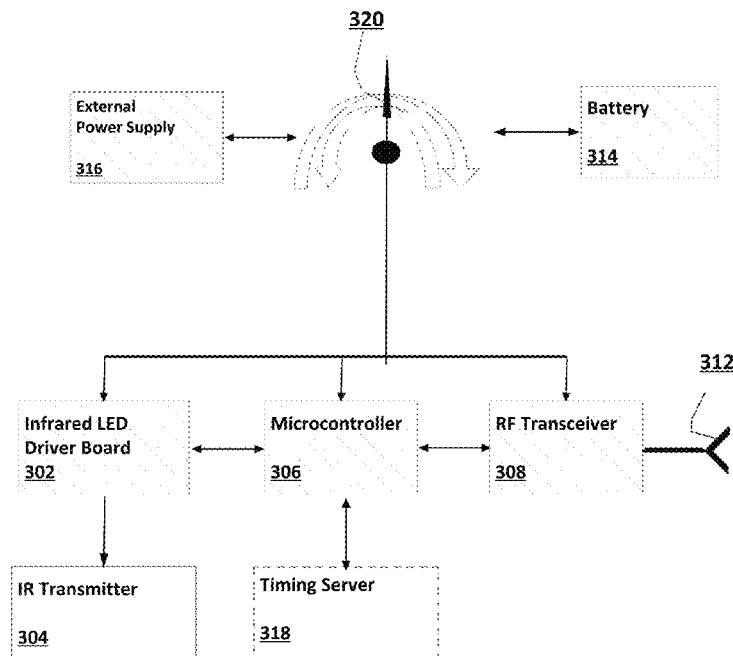 320
External
Power Supply
316
Battery
314
312
Infrared LED
Driver Board
302
Microcontroller
306
RF Transceiver
308
IR Transmitter
304
Timing Server
318